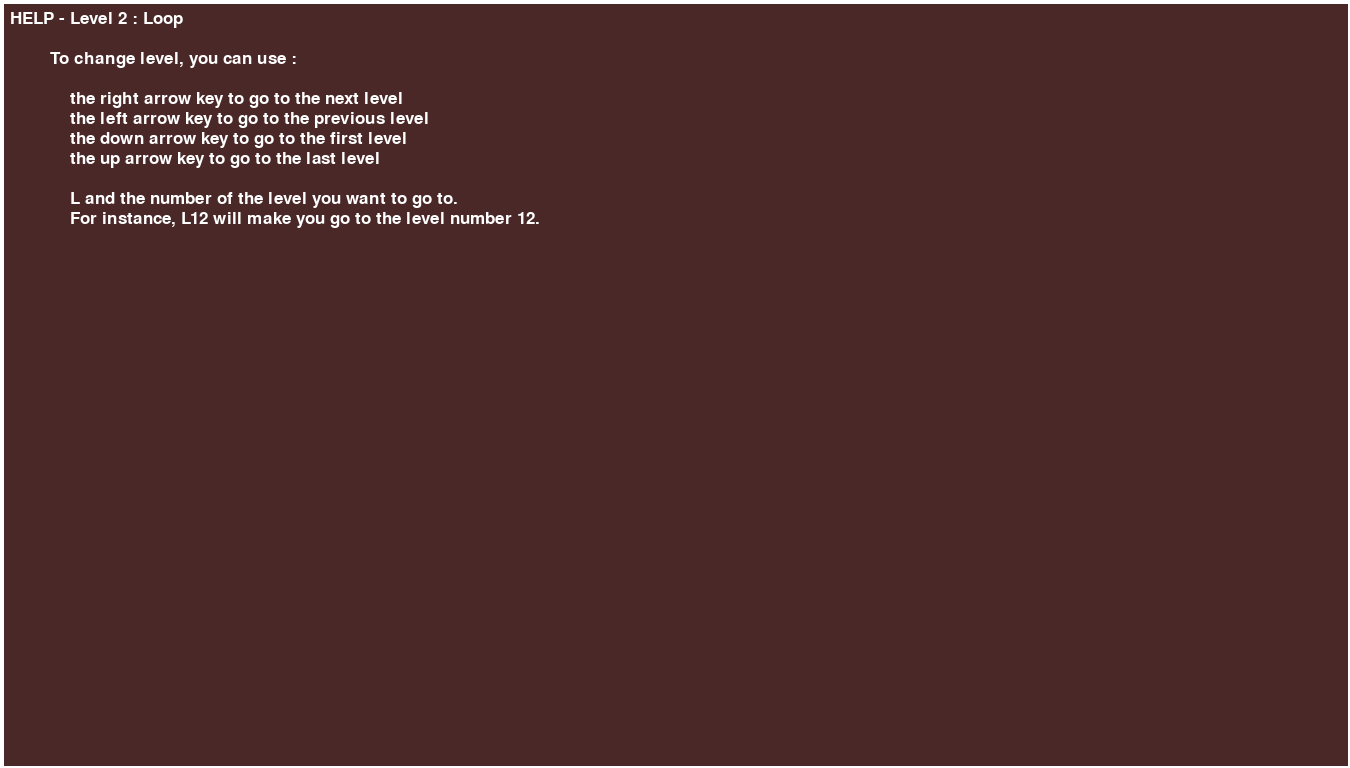 HELP - Level 2 : Loop
To change level, you can use :
the right arrow key to go to the next level
the left arrow key to go to the previous level
the down arrow key to go to the first level
the up arrow key to go to the last level
L and the number of the level you want to go to.
For instance, L12 will make you go to the level number 12.